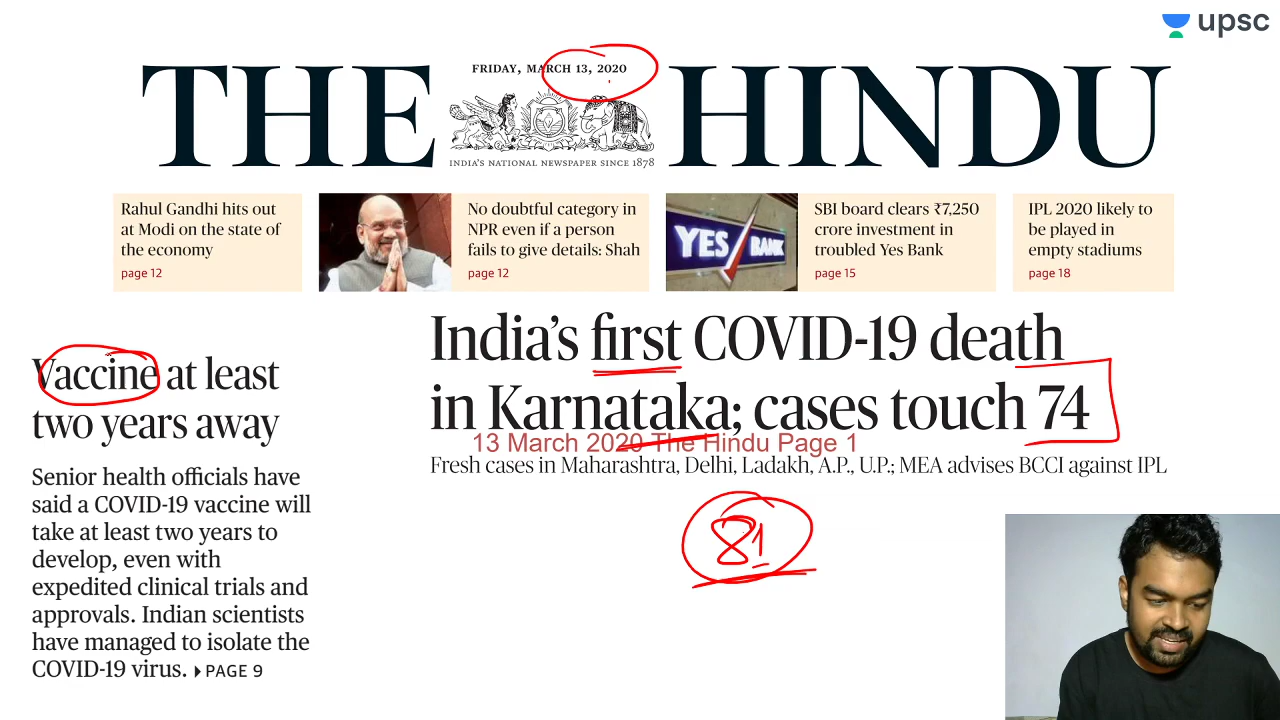 upsc
FRIDAY, MARCH 13, 2020
THE HINDU
INDIA'S NATIONAL NEWSPAPER SINCE 1878
Rahul Gandhi hits out
at Modi on the state of
the economy
page 12
No doubtful category in
NPR even if a person
fails to give details: Shah
page 12
YES BANK
SBI board clears ₹7,250
crore investment in
troubled Yes Bank
page 15
IPL 2020 likely to
be played in
empty stadiums
page 18
Vaccine at least
two years away
Senior health officials have
said a COVID-19 vaccine will
take at least two years to
develop, even with
expedited clinical trials and
approvals. Indian scientists
have managed to isolate the
COVID-19 virus. PAGE 9
India's first COVID-19 death
in Karnataka; cases touch 74
13 March 2020 The Hindu Page 1
Fresh cases in Maharashtra, Delhi, Ladakh, A.P., U.P.; MEA advises BCCI against IPL
81